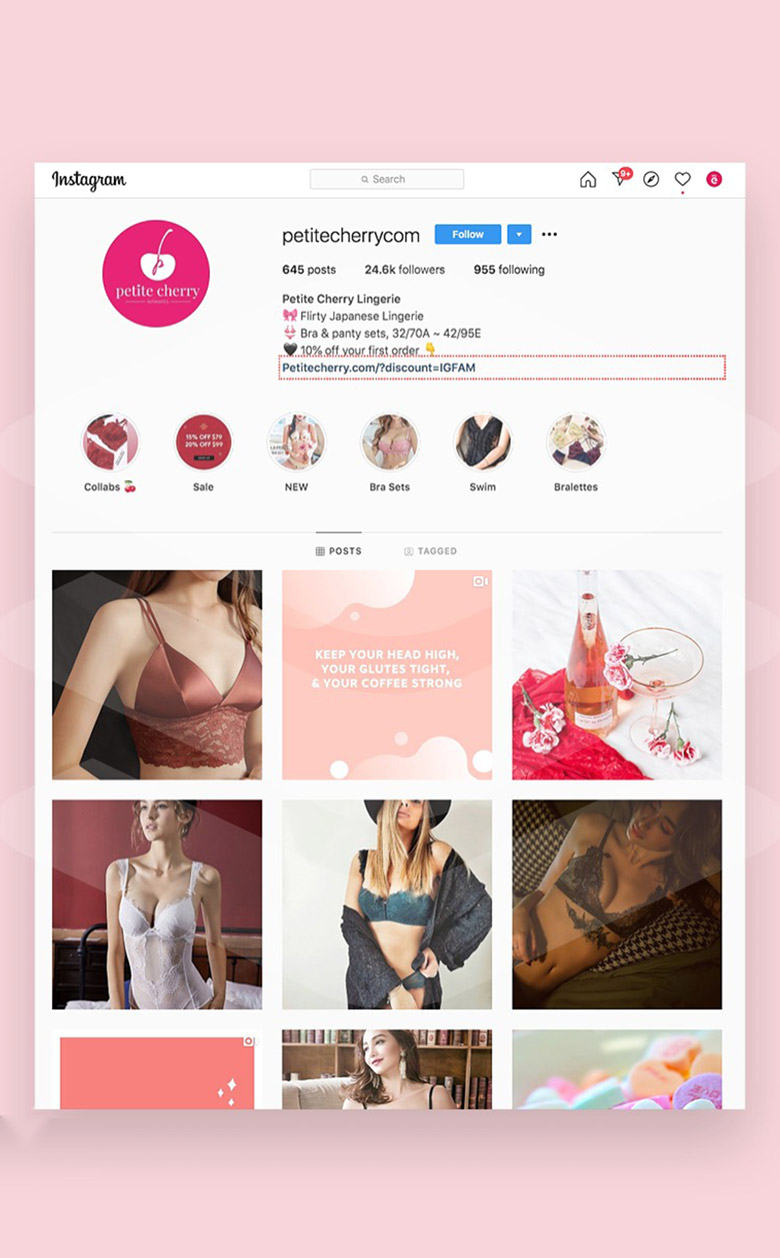 Instagram
Search
9+
petitecherrycom
Follow
645 posts 24.6k followers 955 following
petite cherry
Petite Cherry Lingerie
🎀 Flirty Japanese Lingerie
👙 Bra & panty sets, 32/70A ~ 42/95E
🖤 10% off your first order 👇
Petitecherry.com/?discount=IGFAM
15% OFF $79
20% OFF $99
Collabs 🍒
Sale
NEW
Bra Sets
Swim
Bralettes
POSTS
TAGGED
KEEP YOUR HEAD HIGH,
YOUR GLUTES TIGHT,
& YOUR COFFEE STRONG